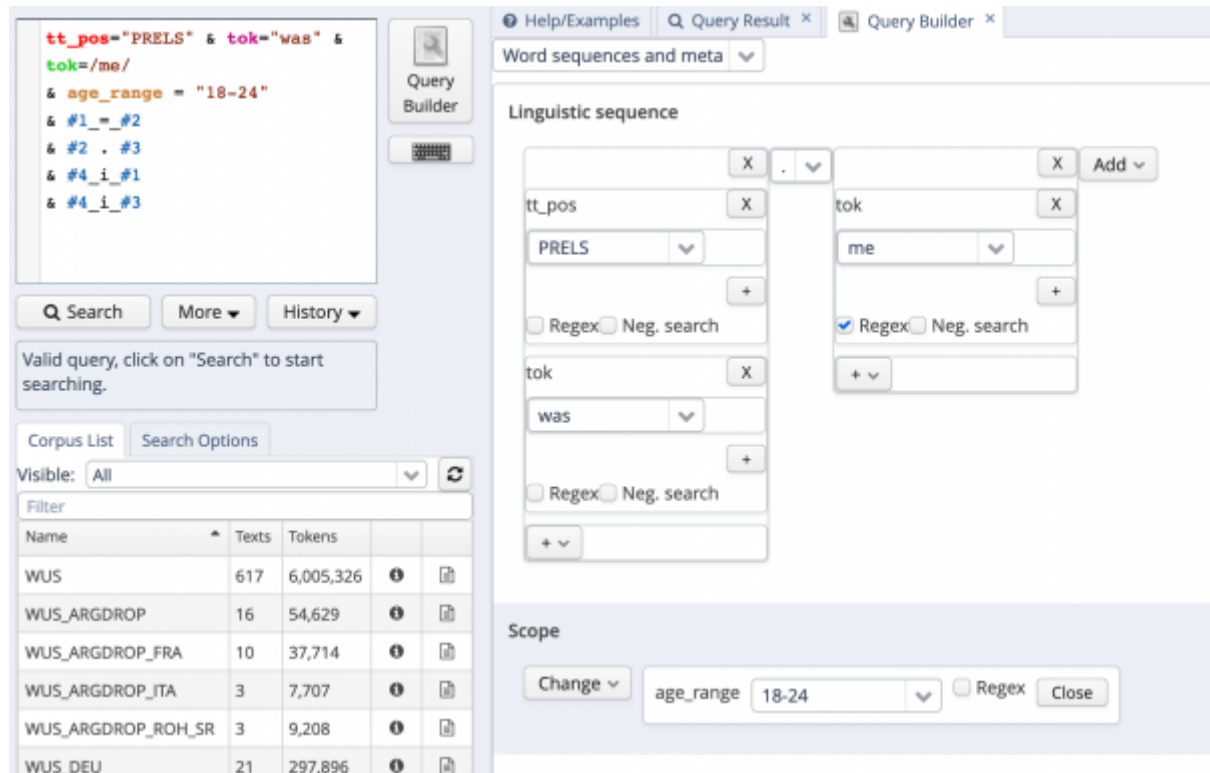 tt_pos="PRELS" & tok="was" &
tok=/me/
& age_range = "18-24"
& #1_=_#2
& #2 . #3
& #4_i_#1
& #4_i_#3
Query
Builder
Search More History
Valid query, click on "Search" to start
searching.
Corpus List Search Options
Visible: All
Filter
Name Texts Tokens
WUS 617 6,005,326
WUS_ARGDROP 16 54,629
WUS_ARGDROP_FRA 10 37,714
WUS_ARGDROP_ITA 3 7,707
WUS_ARGDROP_ROH_SR 3 9,208
WUS_DEU 21 297,896
Help/Examples Query Result × Query Builder ×
Word sequences and meta
Linguistic sequence
X . X Add
tt_pos X tok X
PRELS me
+ +
Regex Neg. search Regex Neg. search
tok X +
was
+
Regex Neg. search
+
Scope
Change age_range 18-24 Regex Close